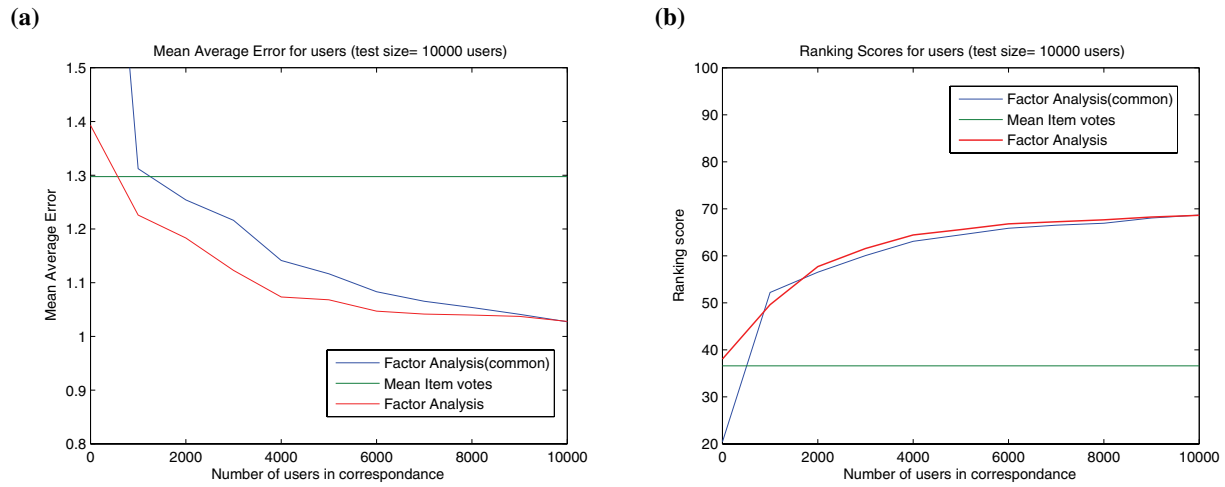 (a)
Mean Average Error for users (test size= 10000 users)
1.5
1.4
1.3
1.2
1.1
1
0.9
0.8
Mean Average Error
Factor Analysis(common)
Mean Item votes
Factor Analysis
0
2000
4000
6000
8000
10000
Number of users in correspondance
(b)
Ranking Scores for users (test size= 10000 users)
100
90
80
70
60
50
40
30
20
Ranking score
Factor Analysis(common)
Mean Item votes
Factor Analysis
0
2000
4000
6000
8000
10000
Number of users in correspondance